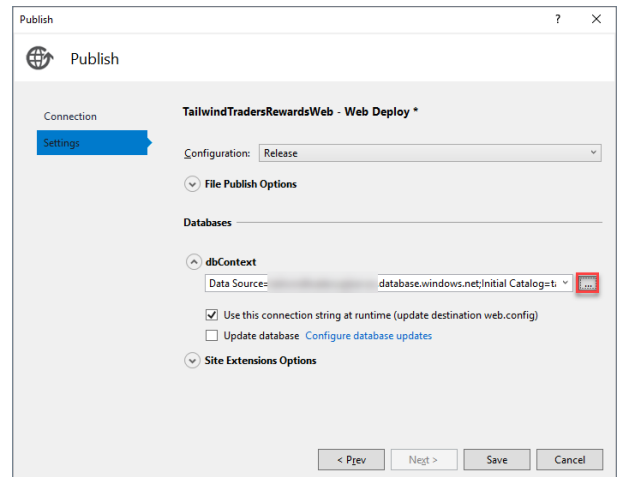 Publish
? ×
Publish
Connection
Settings
TailwindTradersRewardsWeb - Web Deploy *
Configuration: Release
File Publish Options
Databases
dbContext
Data Source= database.windows.net;Initial Catalog=ta
...
Use this connection string at runtime (update destination web.config)
Update database Configure database updates
Site Extensions Options
< Prev Next > Save Cancel